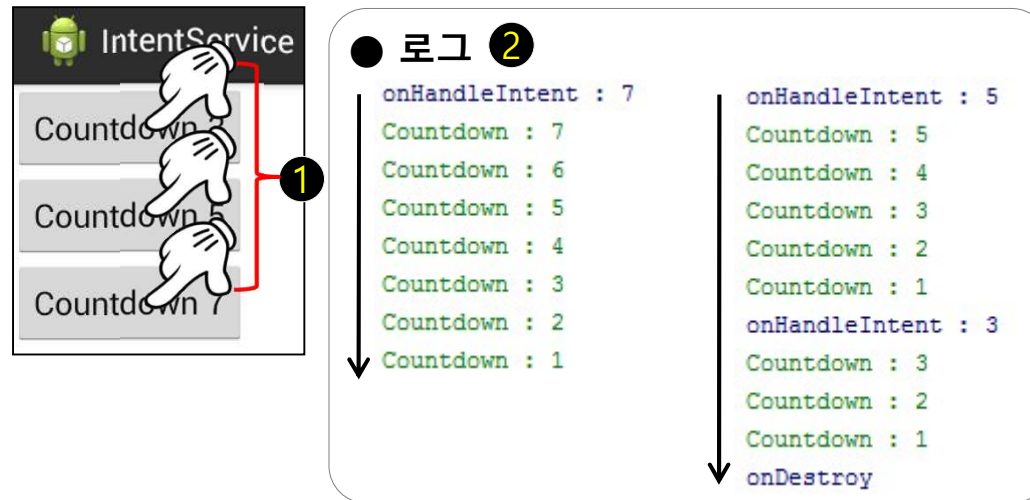 IntentService
Countdown
Countdown
Countdown 7
1
● 로그 2
onHandleIntent : 7
Countdown : 7
Countdown : 6
Countdown : 5
Countdown : 4
Countdown : 3
Countdown : 2
Countdown : 1
onHandleIntent : 5
Countdown : 5
Countdown : 4
Countdown : 3
Countdown : 2
Countdown : 1
onHandleIntent : 3
Countdown : 3
Countdown : 2
Countdown : 1
onDestroy